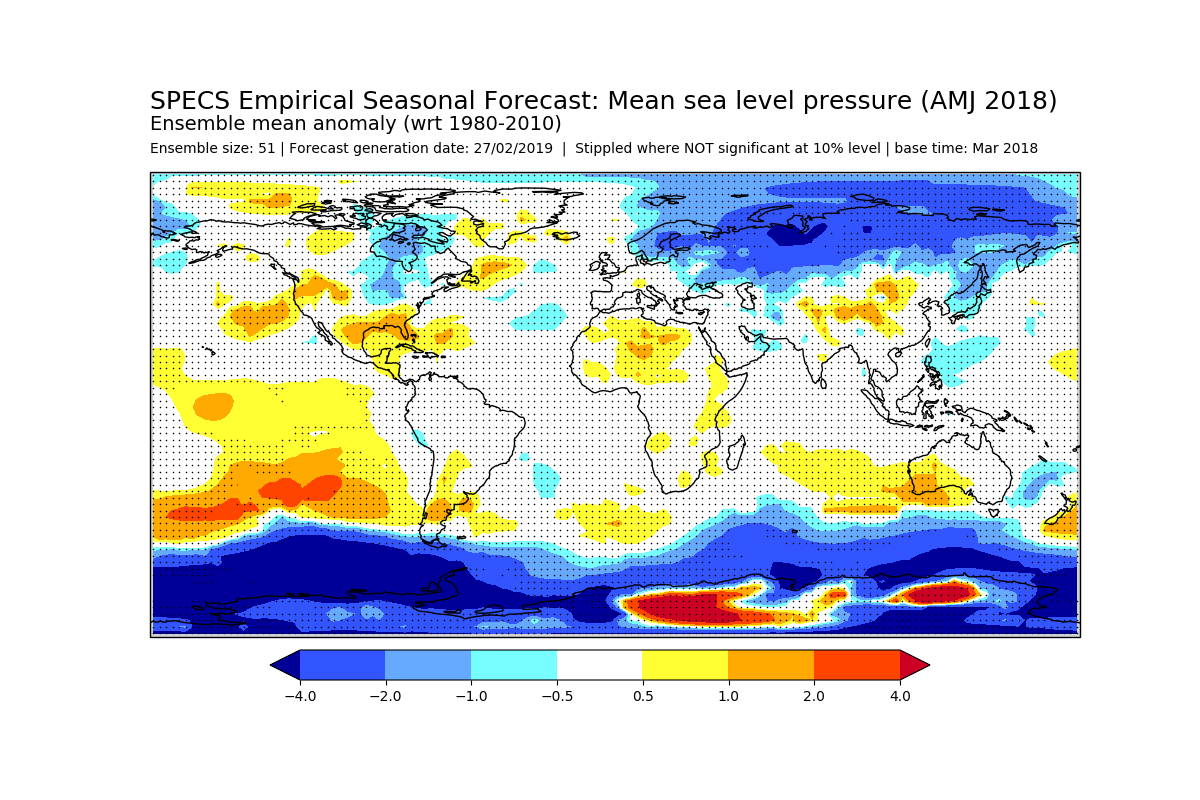 SPECS Empirical Seasonal Forecast: Mean sea level pressure (AMJ 2018)
Ensemble mean anomaly (wrt 1980-2010)
Ensemble size: 51 | Forecast generation date: 27/02/2019 | Stippled where NOT significant at 10% level | base time: Mar 2018
−4.0 −2.0 −1.0 −0.5 0.5 1.0 2.0 4.0